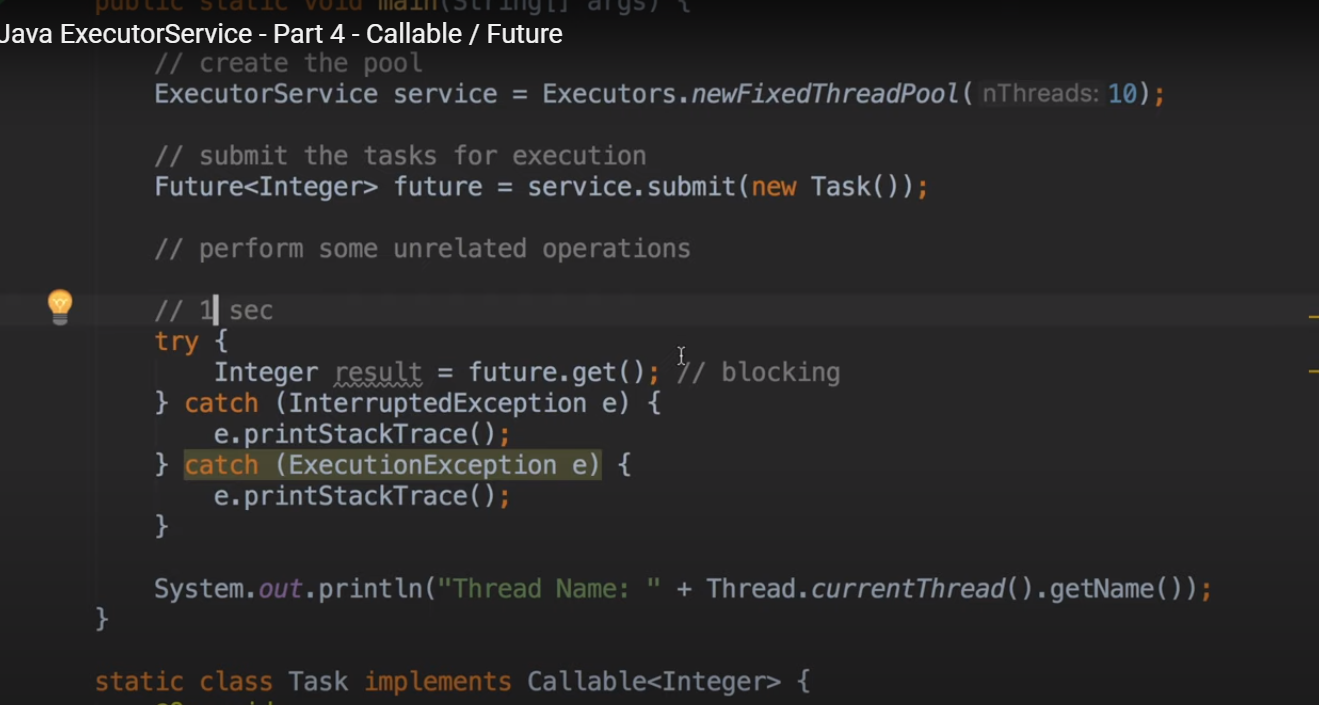 public static void main(String[] args) {
Java ExecutorService - Part 4 - Callable / Future
// create the pool
ExecutorService service = Executors.newFixedThreadPool( nThreads: 10);
// submit the tasks for execution
Future<Integer> future = service.submit(new Task());
// perform some unrelated operations
// 1 sec
try {
Integer result = future.get(); // blocking
} catch (InterruptedException e) {
e.printStackTrace();
} catch (ExecutionException e) {
e.printStackTrace();
}
System.out.println("Thread Name: " + Thread.currentThread().getName());
}
static class Task implements Callable<Integer> {